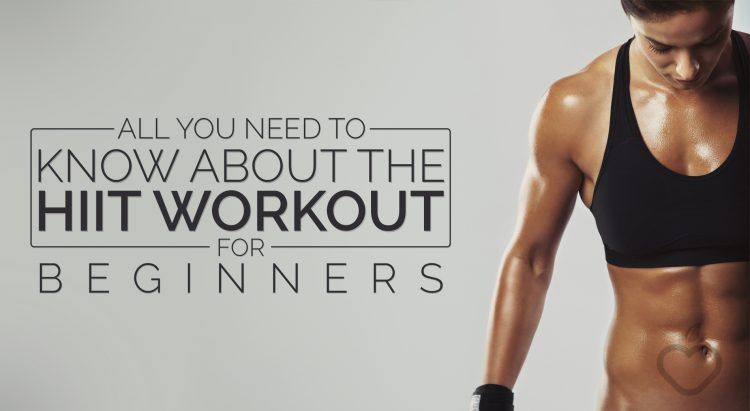 ALL YOU NEED TO
KNOW ABOUT THE
HIIT WORKOUT
FOR
BEGINNERS